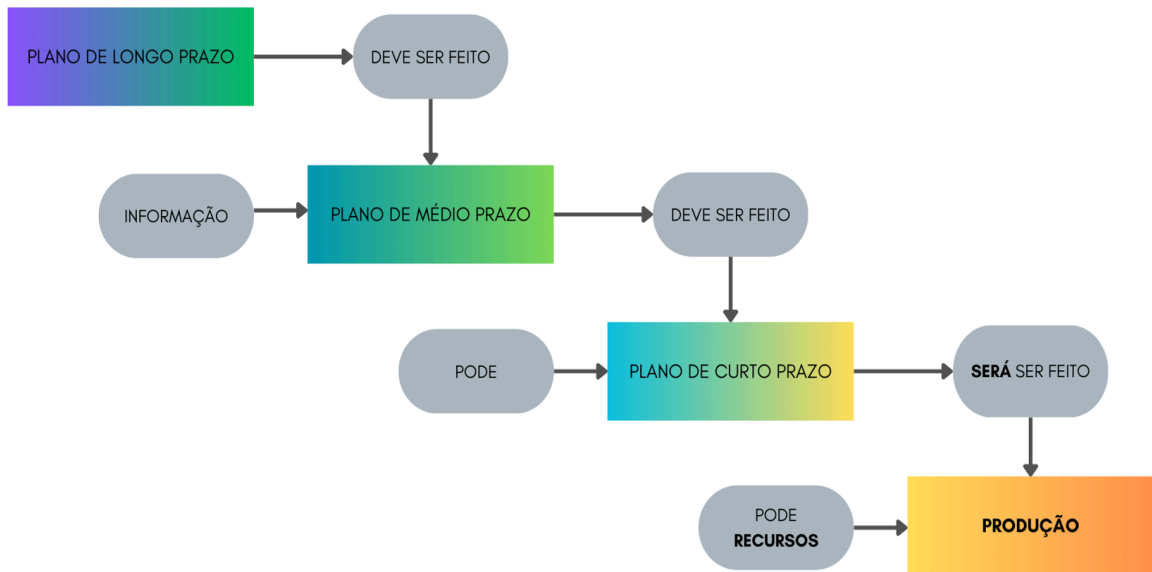 PLANO DE LONGO PRAZO
DEVE SER FEITO
INFORMAÇÃO
PLANO DE MÉDIO PRAZO
DEVE SER FEITO
PODE
PLANO DE CURTO PRAZO
SERÁ SER FEITO
PODE
RECURSOS
PRODUÇÃO